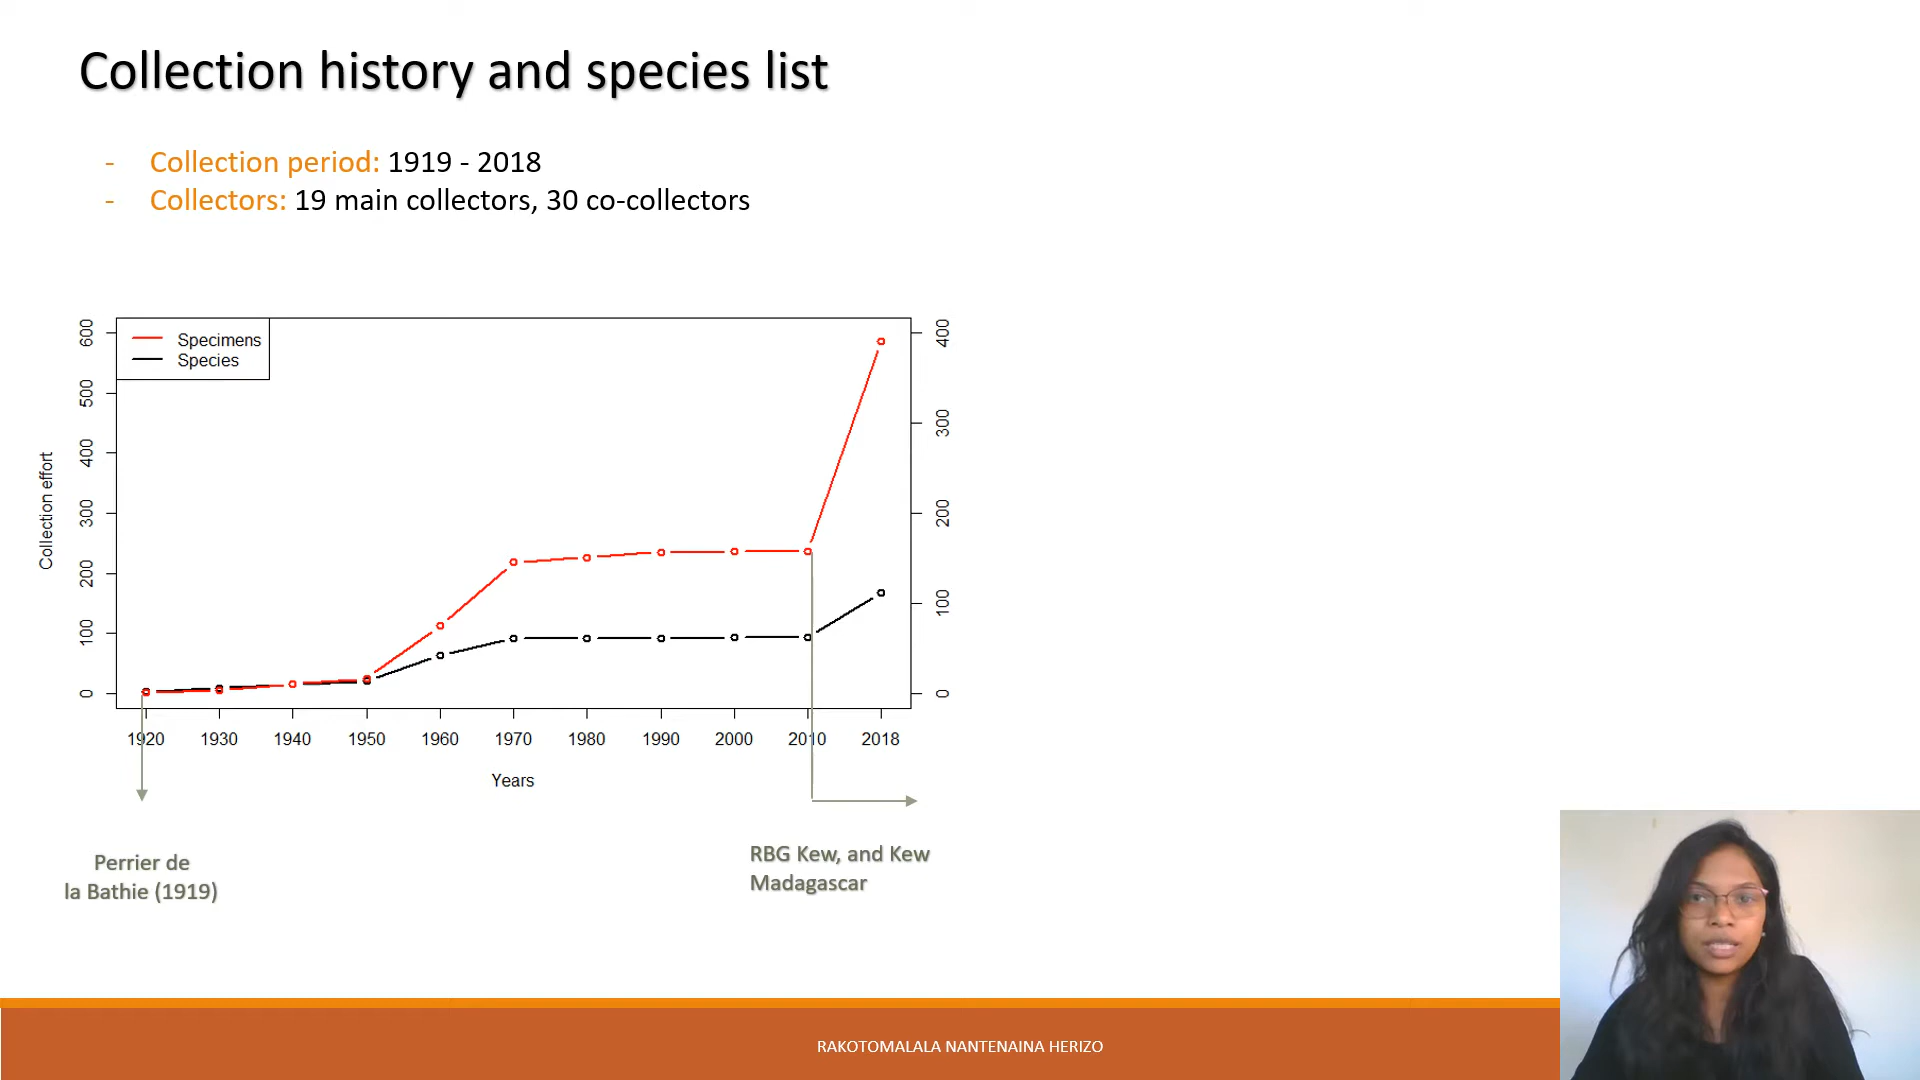 Collection history and species list
- Collection period: 1919 - 2018
- Collectors: 19 main collectors, 30 co-collectors
Specimens
Species
600
500
400
300
200
100
0
Collection effort
400
300
200
100
0
1920 1930 1940 1950 1960 1970 1980 1990 2000 2010 2018
Years
Perrier de
la Bathie (1919)
RBG Kew, and Kew
Madagascar
RAKOTOMALALA NANTENAINA HERIZO